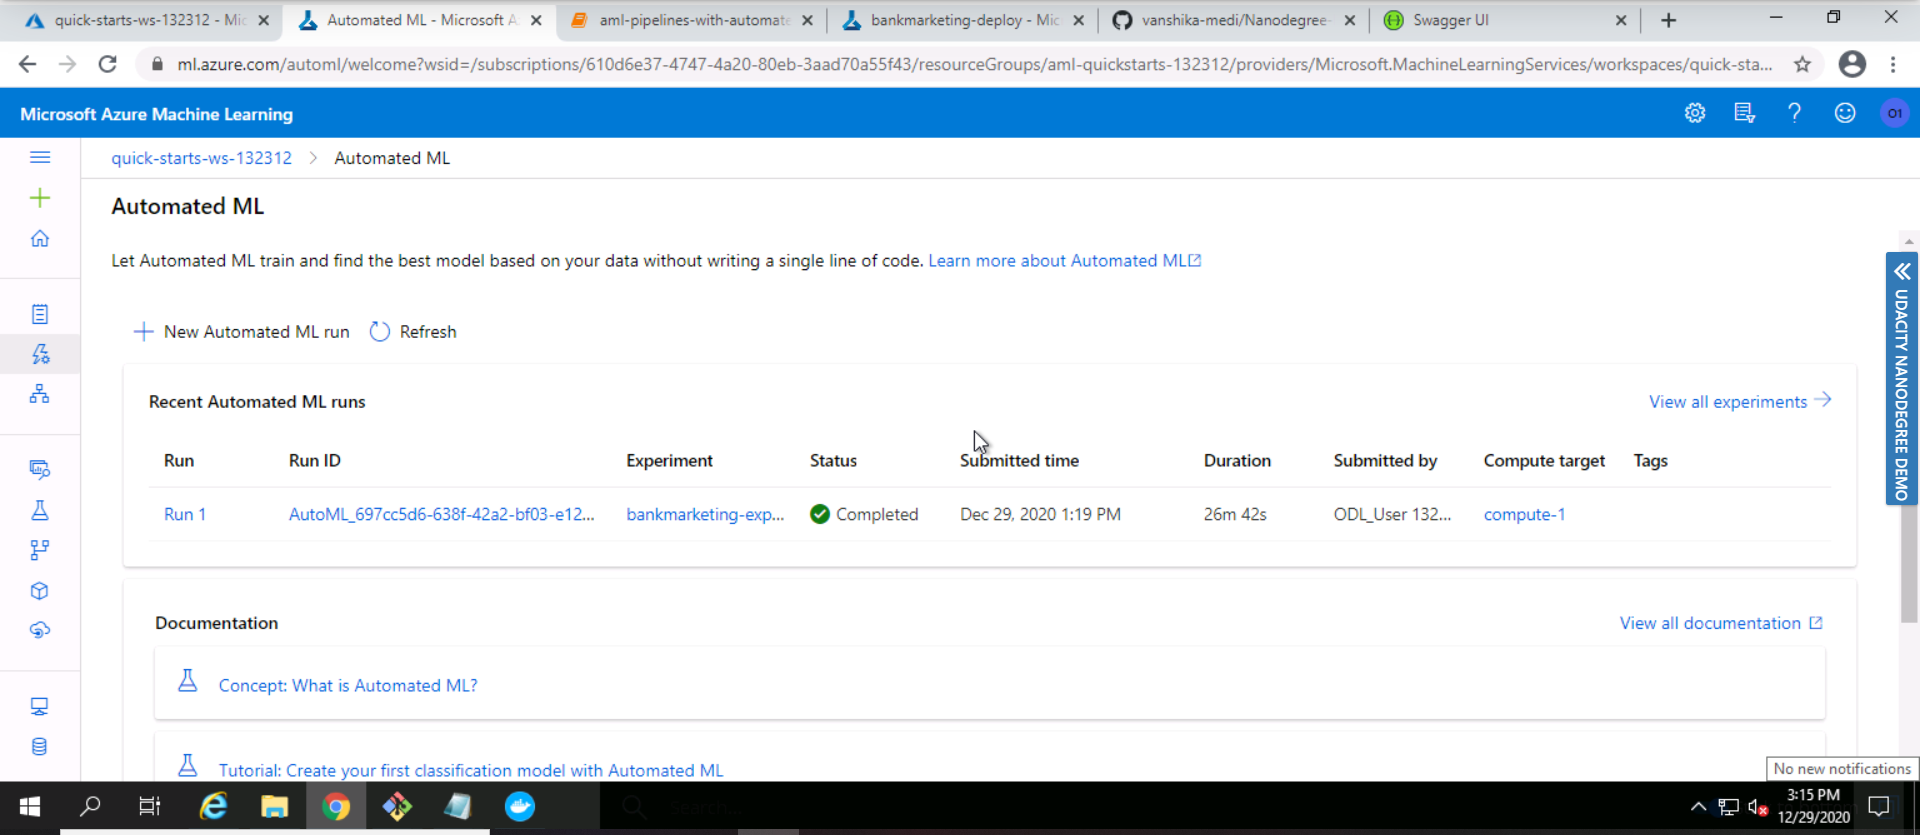 quick-starts-ws-132312 - Mic
Automated ML - Microsoft A
aml-pipelines-with-automate
bankmarketing-deploy - Mic
vanshika-medi/Nanodegree-
Swagger UI
ml.azure.com/automl/welcome?wsid=/subscriptions/610d6e37-4747-4a20-80eb-3aad70a55f43/resourceGroups/aml-quickstarts-132312/providers/Microsoft.MachineLearningServices/workspaces/quick-sta...
Microsoft Azure Machine Learning
O1
quick-starts-ws-132312 > Automated ML
Automated ML
Let Automated ML train and find the best model based on your data without writing a single line of code. Learn more about Automated ML
New Automated ML run
Refresh
UDACITY NANODEGREE DEMO
Recent Automated ML runs
View all experiments
Run Run ID Experiment Status Submitted time Duration Submitted by Compute target Tags
Run 1 AutoML_697cc5d6-638f-42a2-bf03-e12... bankmarketing-exp... Completed Dec 29, 2020 1:19 PM 26m 42s ODL_User 132... compute-1
Documentation
View all documentation
Concept: What is Automated ML?
Tutorial: Create your first classification model with Automated ML
No new notifications
Search...
3:15 PM
12/29/2020